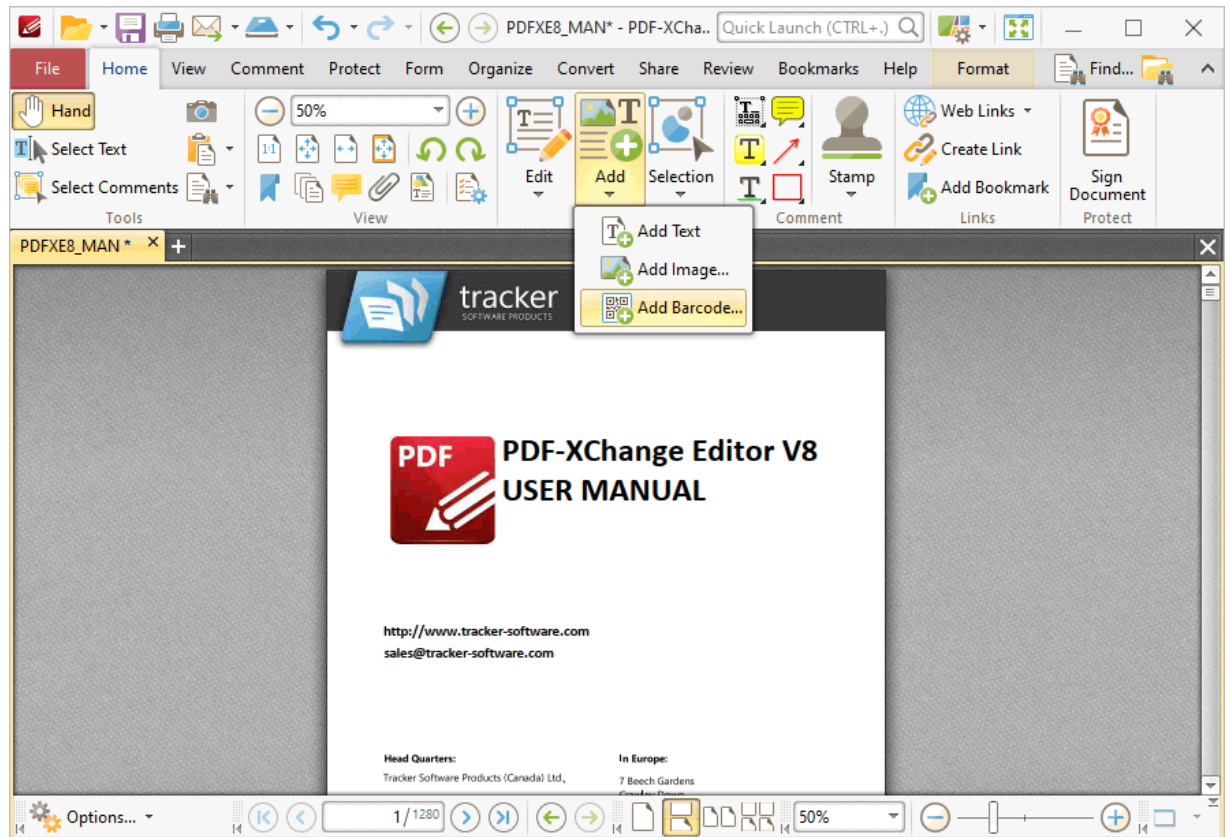 PDFXE8_MAN* - PDF-XCha.. Quick Launch (CTRL+.)
File Home View Comment Protect Form Organize Convert Share Review Bookmarks Help Format Find...
Hand 50% Web Links
Select Text 1:1 Create Link
Select Comments Edit Add Selection Stamp Add Bookmark Sign Document
Tools View Comment Links Protect
Add Text
Add Image...
Add Barcode...
PDFXE8_MAN *
tracker
SOFTWARE PRODUCTS
PDF
PDF-XChange Editor V8
USER MANUAL
http://www.tracker-software.com
sales@tracker-software.com
Head Quarters: In Europe:
Tracker Software Products (Canada) Ltd., 7 Beech Gardens
Crawley Down
Options... 1/1280 50%